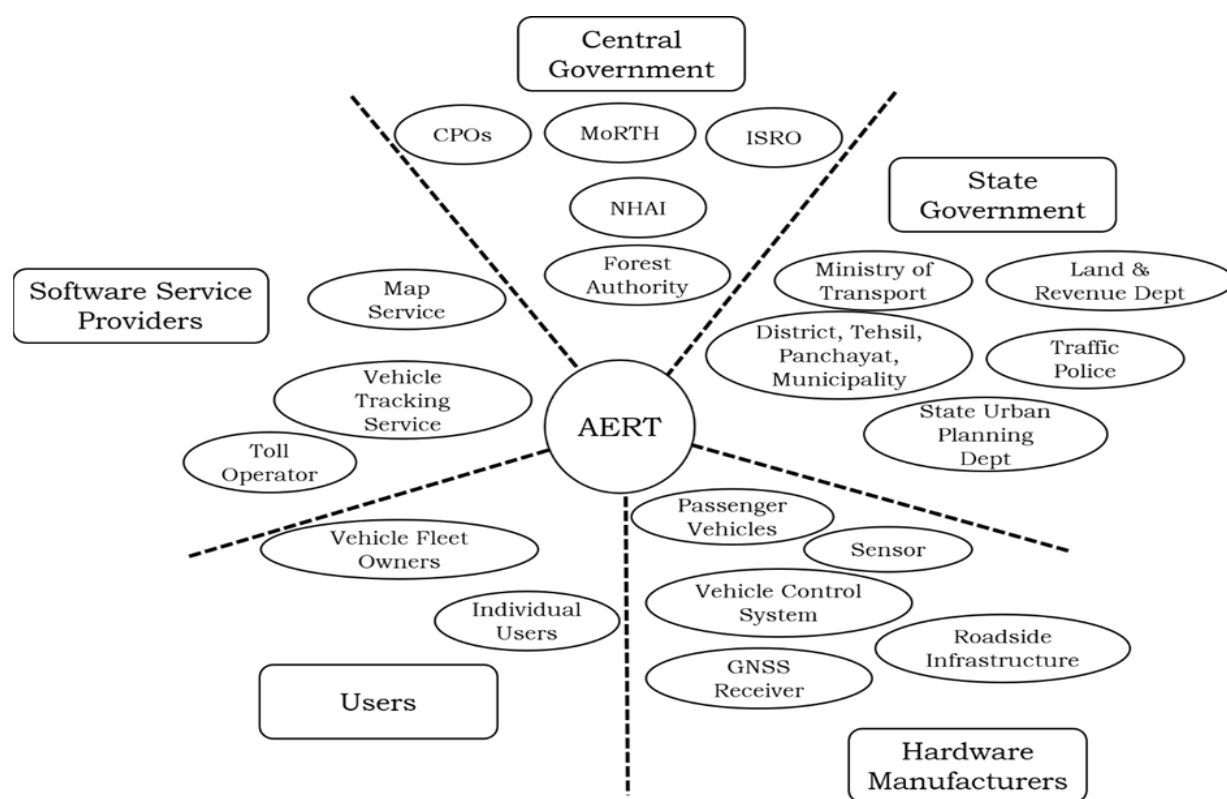 Central
Government
CPOs
MoRTH
ISRO
NHAI
Forest
Authority
State
Government
Ministry of
Transport
Land &
Revenue Dept
District, Tehsil,
Panchayat,
Municipality
Traffic
Police
State Urban
Planning
Dept
Software Service
Providers
Map
Service
Vehicle
Tracking
Service
Toll
Operator
AERT
Vehicle Fleet
Owners
Individual
Users
Users
Passenger
Vehicles
Sensor
Vehicle Control
System
Roadside
Infrastructure
GNSS
Receiver
Hardware
Manufacturers